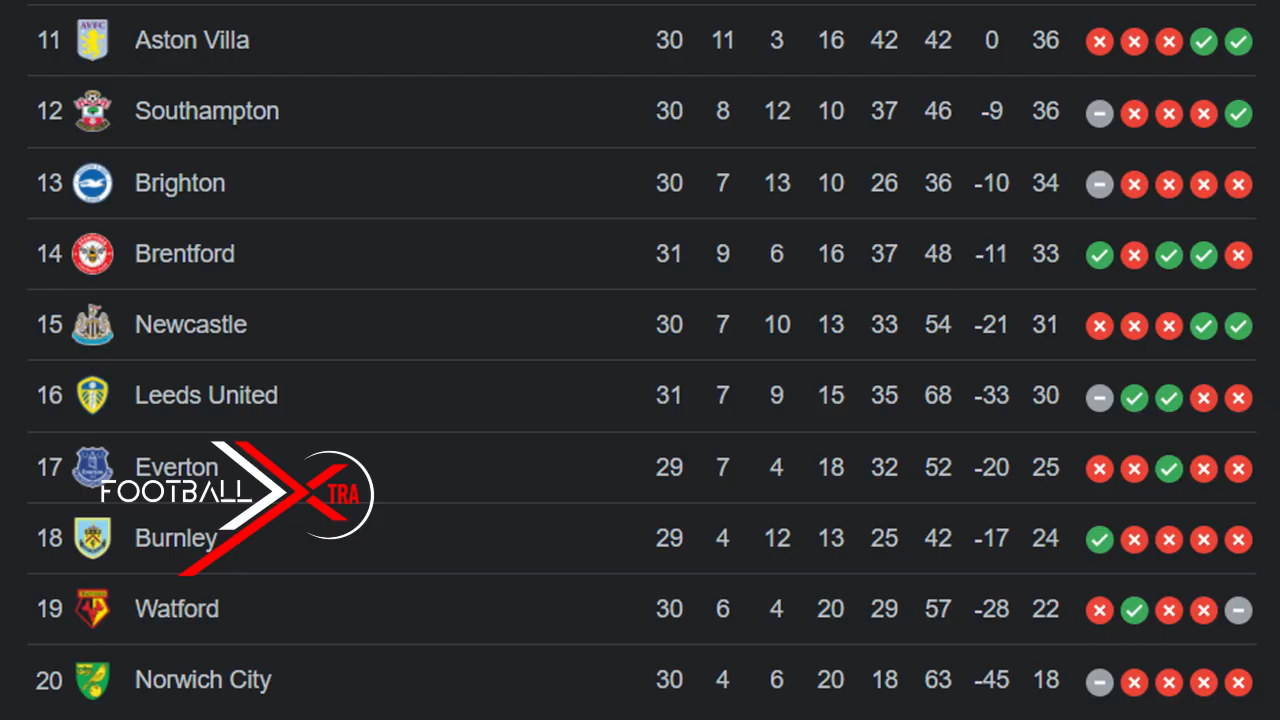 11 AVFC Aston Villa 30 11 3 16 42 42 0 36
12 Southampton 30 8 12 10 37 46 -9 36
13 Brighton 30 7 13 10 26 36 -10 34
14 Brentford 31 9 6 16 37 48 -11 33
15 Newcastle 30 7 10 13 33 54 -21 31
16 Leeds United 31 7 9 15 35 68 -33 30
17 Everton 29 7 4 18 32 52 -20 25
FOOTBALL XTRA
18 Burnley 29 4 12 13 25 42 -17 24
19 Watford 30 6 4 20 29 57 -28 22
20 Norwich City 30 4 6 20 18 63 -45 18